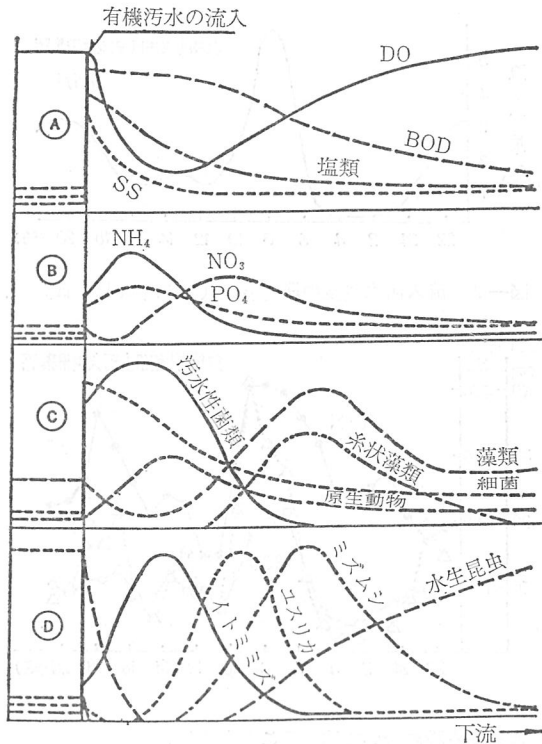 有機汚水の流入
DO
Ⓐ
BOD
塩類
SS
NH₄
Ⓑ
NO₃
PO₄
Ⓒ
汚水性菌類
糸状藻類
藻類
細菌
原生動物
Ⓓ
イトミミズ
ユスリカ
ミズムシ
水生昆虫
下流